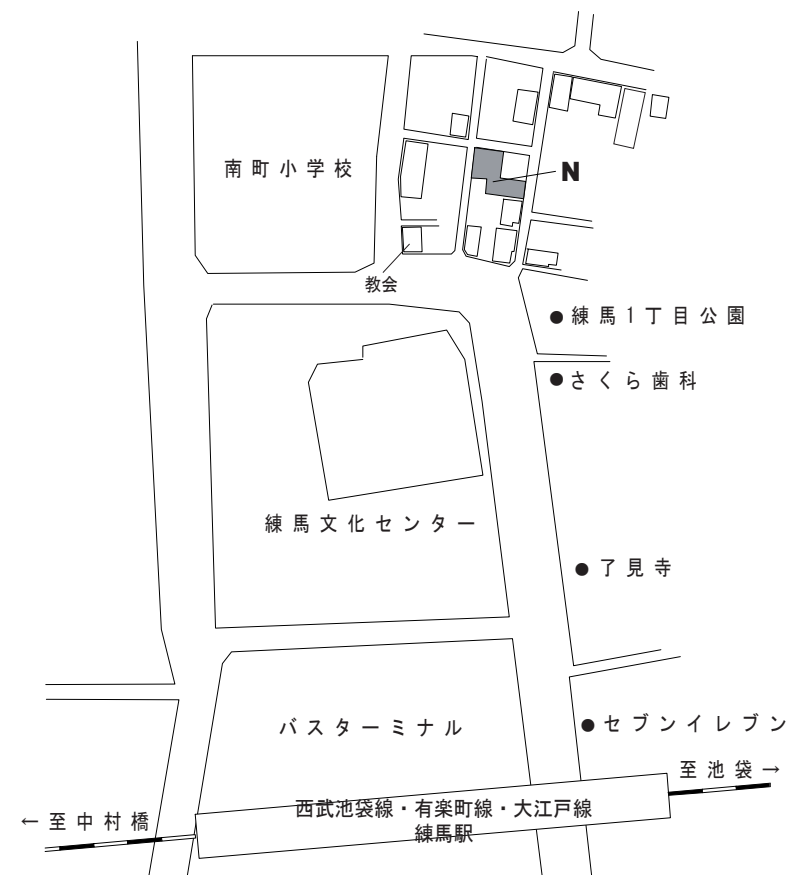 南町小学校
N
教会
練馬1丁目公園
さくら歯科
練馬文化センター
了見寺
バスターミナル
セブンイレブン
至池袋→
西武池袋線・有楽町線・大江戸線
練馬駅
←至中村橋